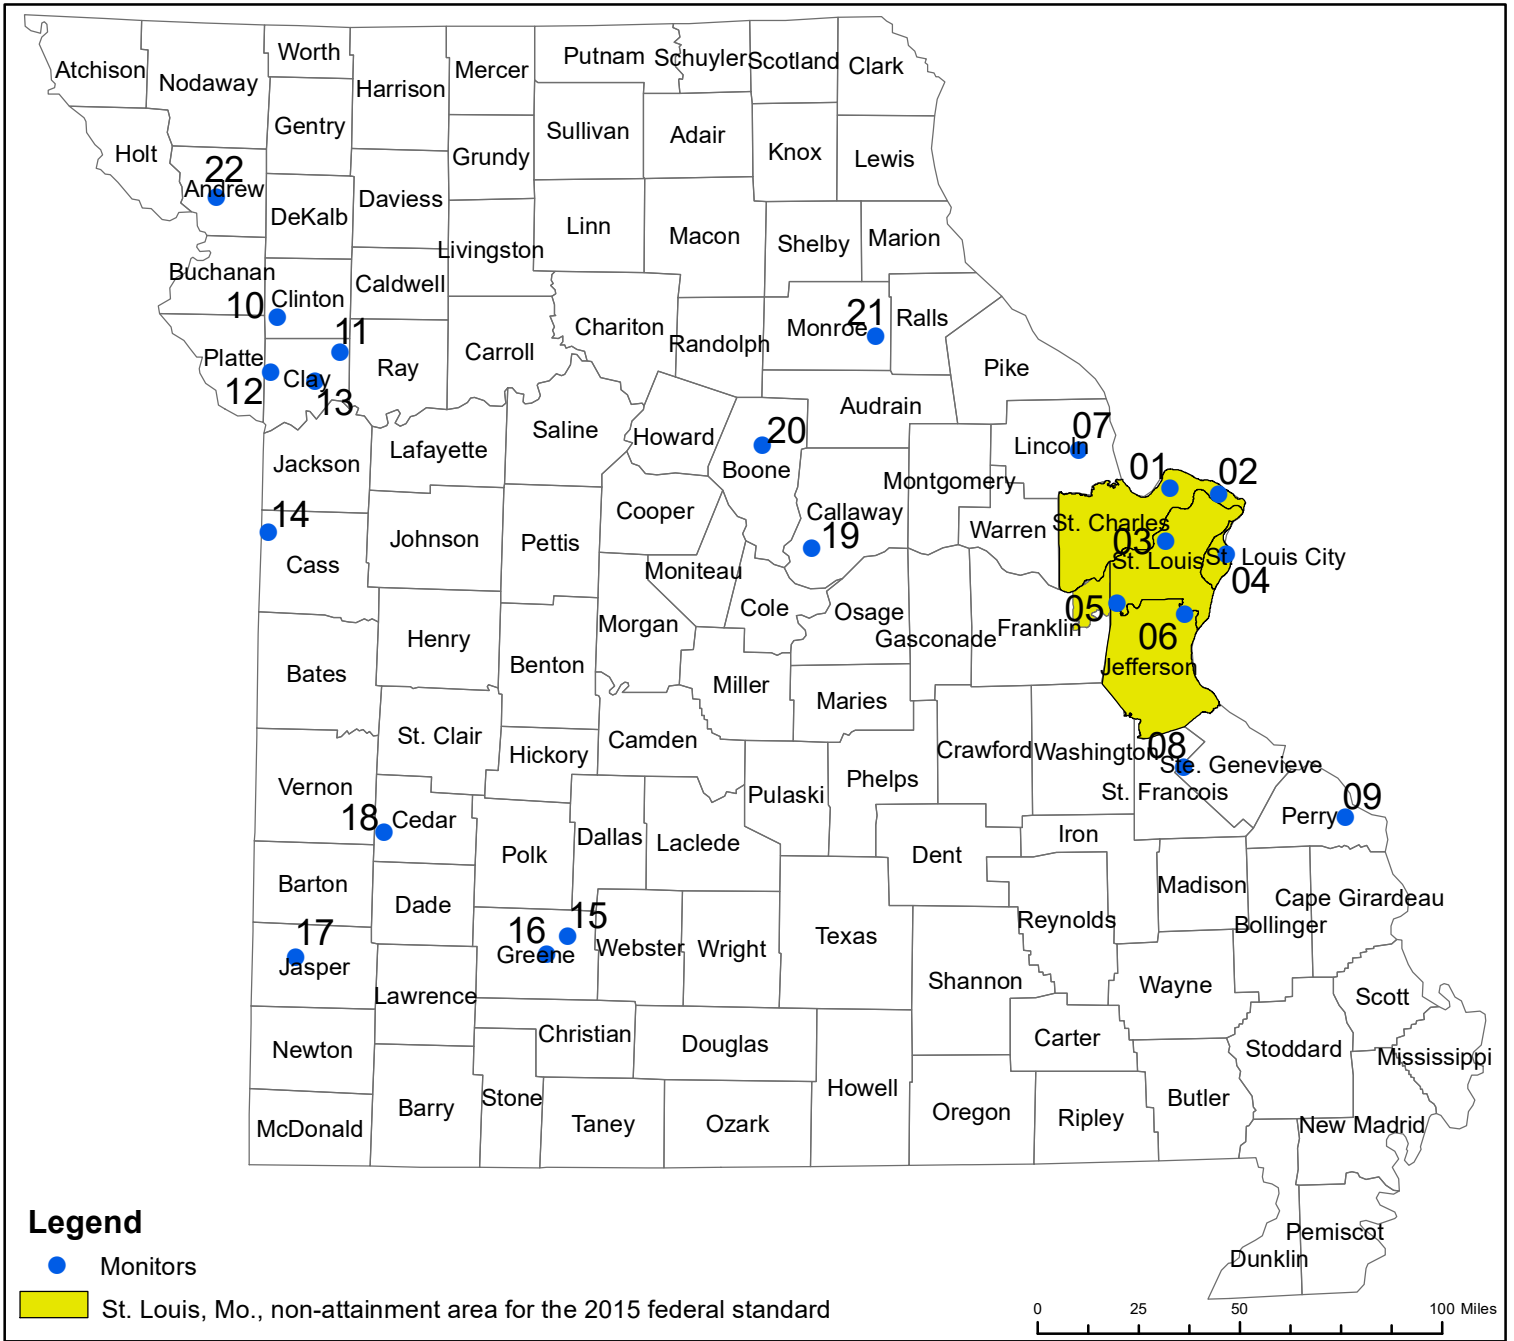 Worth
Putnam
Schuyler
Scotland
Clark
Atchison
Nodaway
Harrison
Mercer
Gentry
Sullivan
Adair
Knox
Lewis
Holt
Grundy
22
Andrew
DeKalb
Daviess
Linn
Macon
Shelby
Marion
Livingston
Buchanan
Clinton
Caldwell
10
11
Chariton
Randolph
Monroe
21
Ralls
Platte
Clay
Ray
Carroll
Pike
12
13
Audrain
Saline
Howard
20
Boone
07
Lincoln
Jackson
Lafayette
Montgomery
01
02
14
Cooper
Callaway
19
Warren
St. Charles
03
Johnson
Pettis
Cass
Moniteau
St. Louis
St. Louis City
04
Cole
Osage
05
Henry
Morgan
Gasconade
Franklin
06
Bates
Benton
Miller
Maries
Jefferson
St. Clair
Hickory
Camden
Crawford
Washington
08
Ste. Genevieve
Vernon
Pulaski
Phelps
St. Francois
09
18
Cedar
Perry
Polk
Dallas
Laclede
Dent
Iron
Barton
Dade
Madison
Cape Girardeau
17
Jasper
16
15
Greene
Webster
Wright
Texas
Reynolds
Bollinger
Lawrence
Shannon
Wayne
Scott
Newton
Christian
Douglas
Carter
Stoddard
Mississippi
McDonald
Barry
Stone
Taney
Ozark
Howell
Oregon
Ripley
Butler
New Madrid
Pemiscot
Dunklin
Legend
Monitors
St. Louis, Mo., non-attainment area for the 2015 federal standard
0 25 50 100 Miles